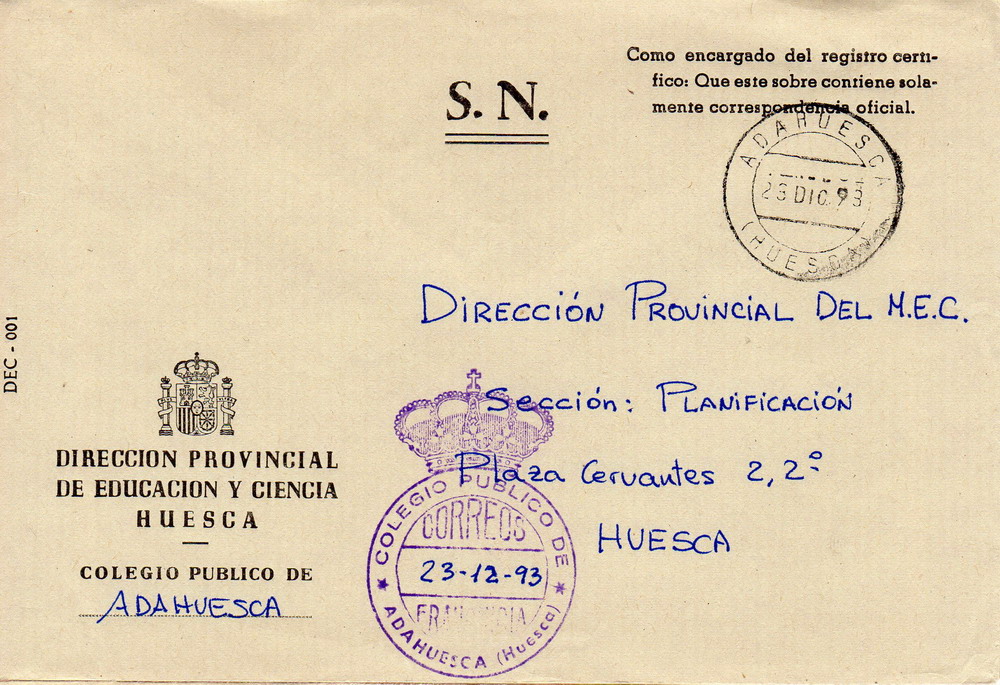 Como encargado del registro certi-
fico: Que este sobre contiene sola-
mente correspondencia oficial.
S. N.
ADAHUESCA
23 DIC. 93
(HUESCA)
DIRECCIÓN PROVINCIAL DEL M.E.C.
Sección: PLANIFICACIÓN
Plaza Cervantes 2, 2º
HUESCA
DEC - 001
DIRECCION PROVINCIAL
DE EDUCACION Y CIENCIA
HUESCA
COLEGIO PUBLICO DE
ADAHUESCA
COLEGIO PUBLICO DE
CORREOS
23-12-93
FRANQUICIA
ADAHUESCA (Huesca)